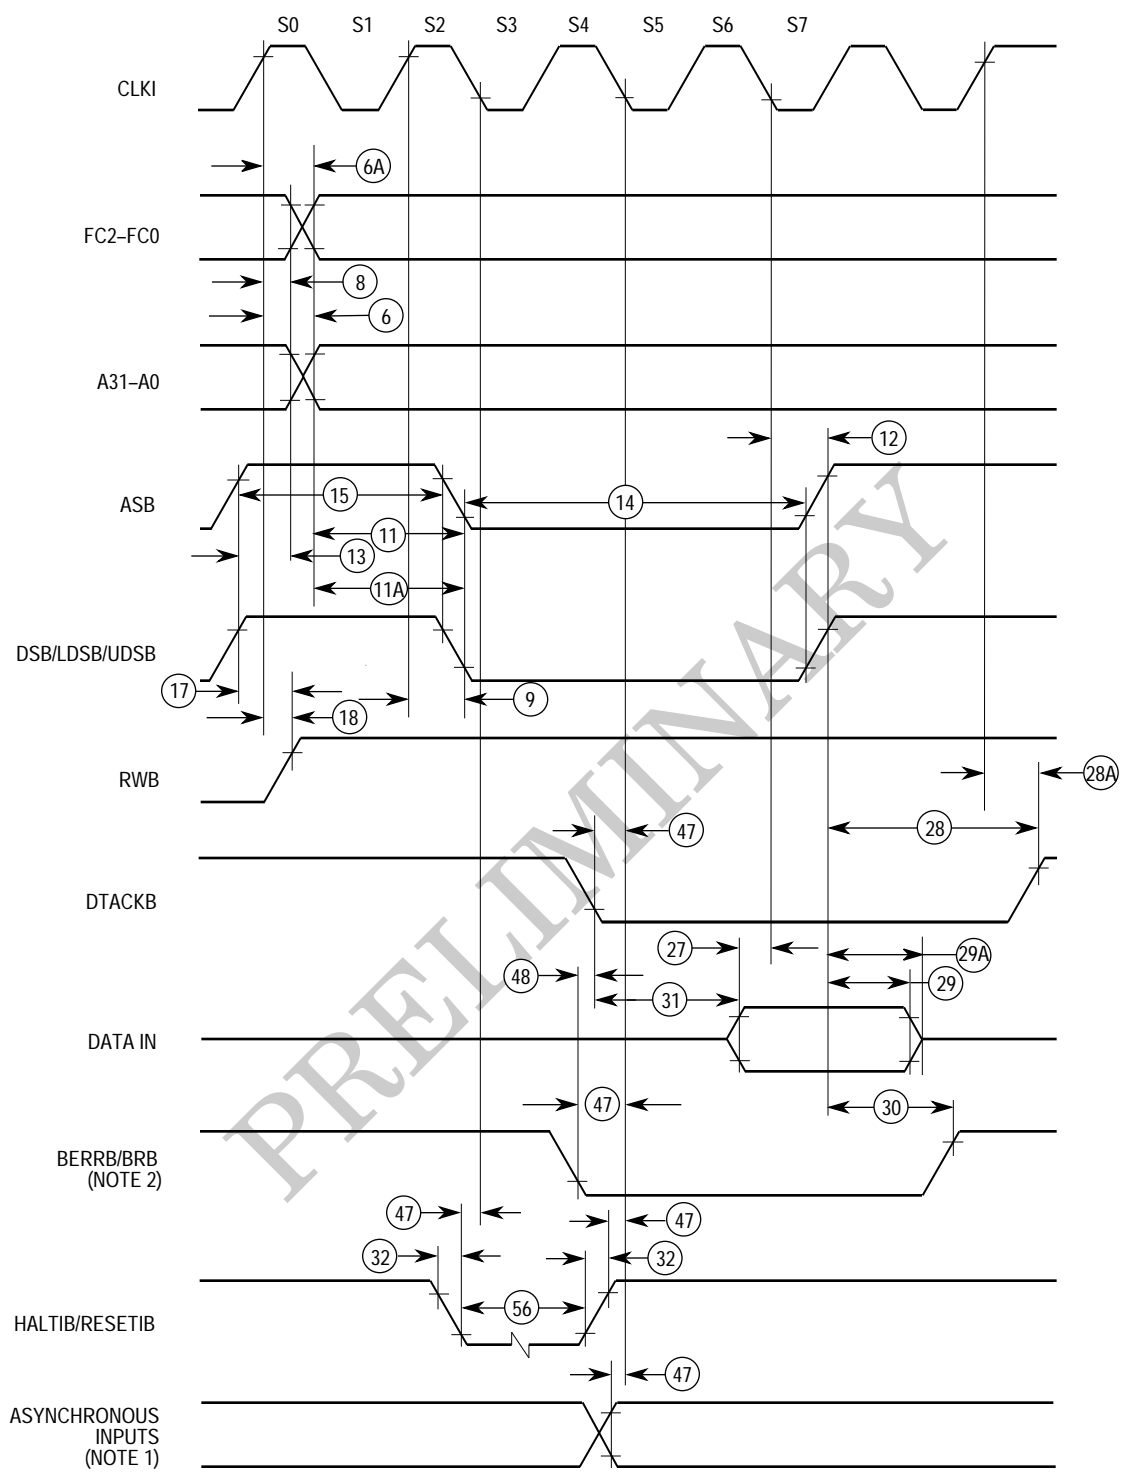 S0 S1 S2 S3 S4 S5 S6 S7
CLKI
6A
FC2–FC0
8
6
A31–A0
12
15
14
ASB
11
13
11A
DSB/LDSB/UDSB
17
9
18
RWB
28A
28
47
DTACKB
27
29A
48
29
31
DATA IN
47
30
BERRB/BRB
(NOTE 2)
47
47
32
32
56
HALTIB/RESETIB
47
ASYNCHRONOUS
INPUTS
(NOTE 1)
PRELIMINARY